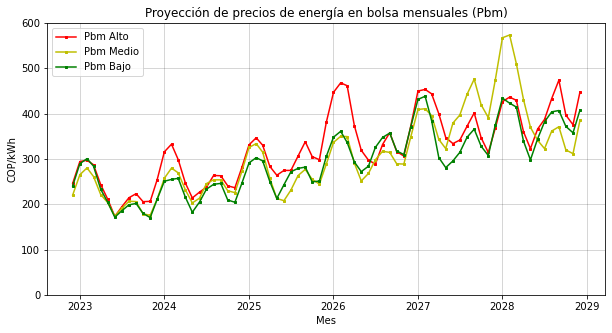 Proyección de precios de energía en bolsa mensuales (Pbm)
Pbm Alto
Pbm Medio
Pbm Bajo
COP/kWh
600
500
400
300
200
100
0
2023 2024 2025 2026 2027 2028 2029
Mes